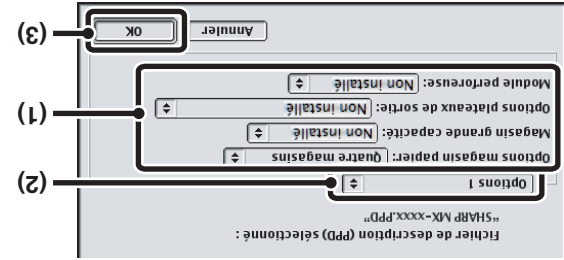 Fichier de description (PPD) sélectionné :
"SHARP MX-xxxx.PPD"
Options 1
(2)
Options magasin papier: Quatre magasins
Magasin grande capacité: Non installé
Options plateaux de sortie: Non installé
(1)
Module perforeuse: Non installé
Annuler
OK
(3)